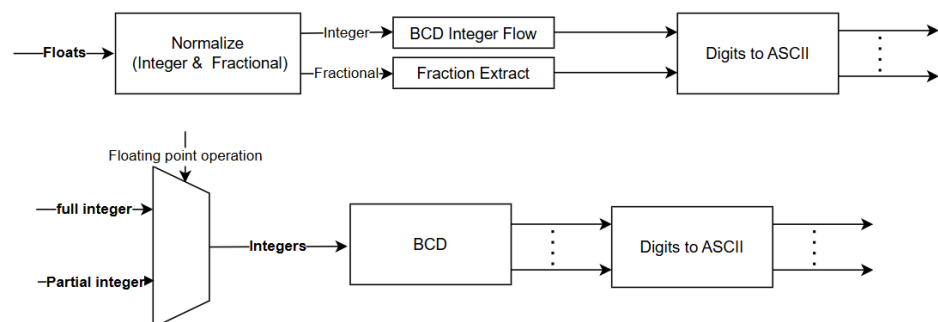 Floats
Normalize
(Integer & Fractional)
Integer
Fractional
BCD Integer Flow
Fraction Extract
Digits to ASCII
Floating point operation
full integer
Partial integer
Integers
BCD
Digits to ASCII